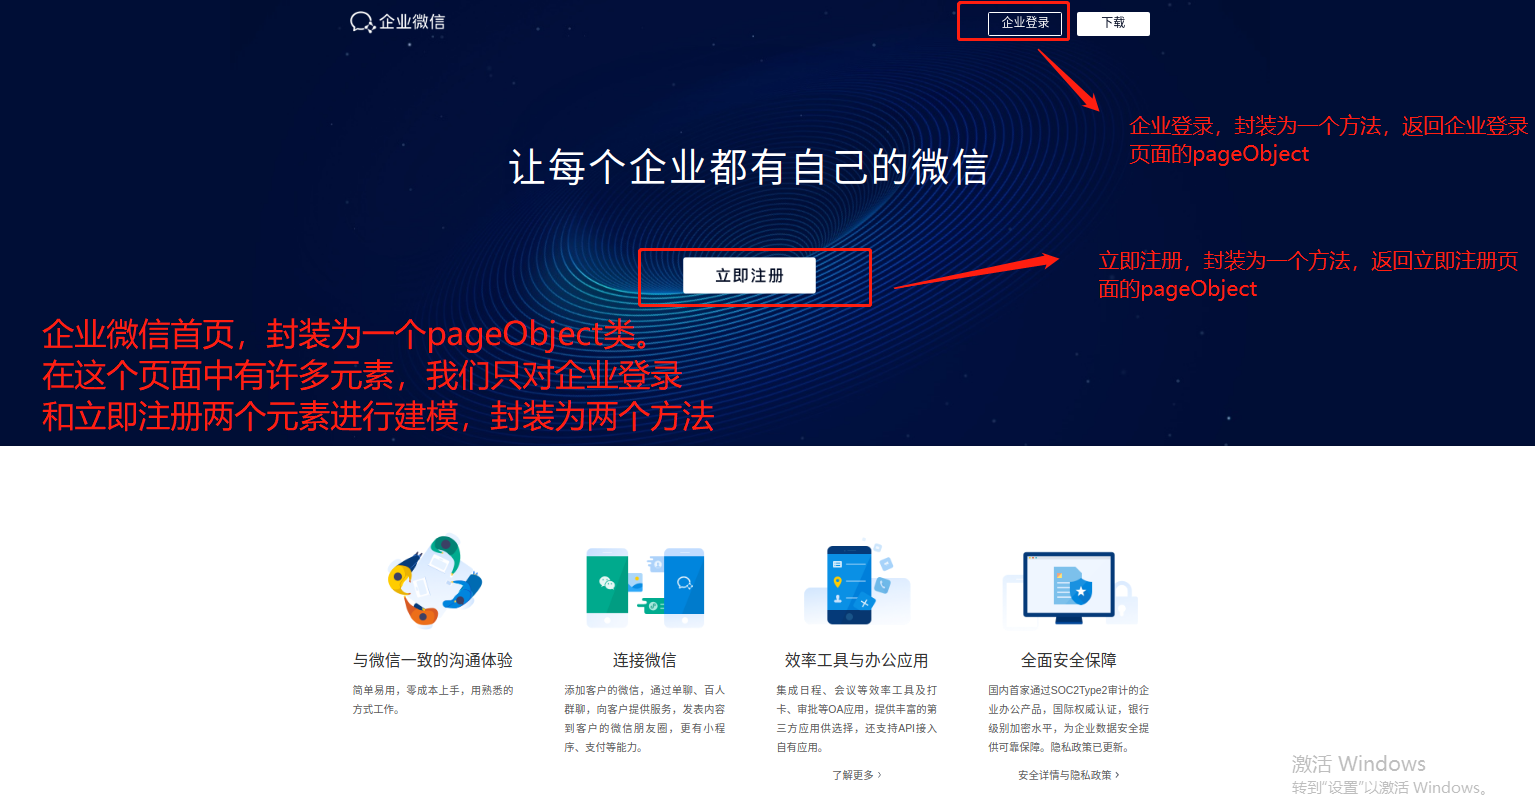 企业微信
企业登录
下载
企业登录，封装为一个方法，返回企业登录
页面的pageObject
让每个企业都有自己的微信
立即注册
立即注册，封装为一个方法，返回立即注册页
面的pageObject
企业微信首页，封装为一个pageObject类。
在这个页面中有许多元素，我们只对企业登录
和立即注册两个元素进行建模，封装为两个方法
与微信一致的沟通体验
简单易用，零成本上手，用熟悉的
方式工作。
连接微信
添加客户的微信，通过单聊、百人
群聊，向客户提供服务，发表内容
到客户的微信朋友圈，更有小程
序、支付等能力。
效率工具与办公应用
集成日程、会议等效率工具及打
卡、审批等OA应用，提供丰富的第
三方应用供选择，还支持API接入
自有应用。
了解更多 ›
全面安全保障
国内首家通过SOC2Type2审计的企
业办公产品，国际权威认证，银行
级别加密水平，为企业数据安全提
供可靠保障。隐私政策已更新。
安全详情与隐私政策 ›
激活 Windows
转到"设置"以激活 Windows。